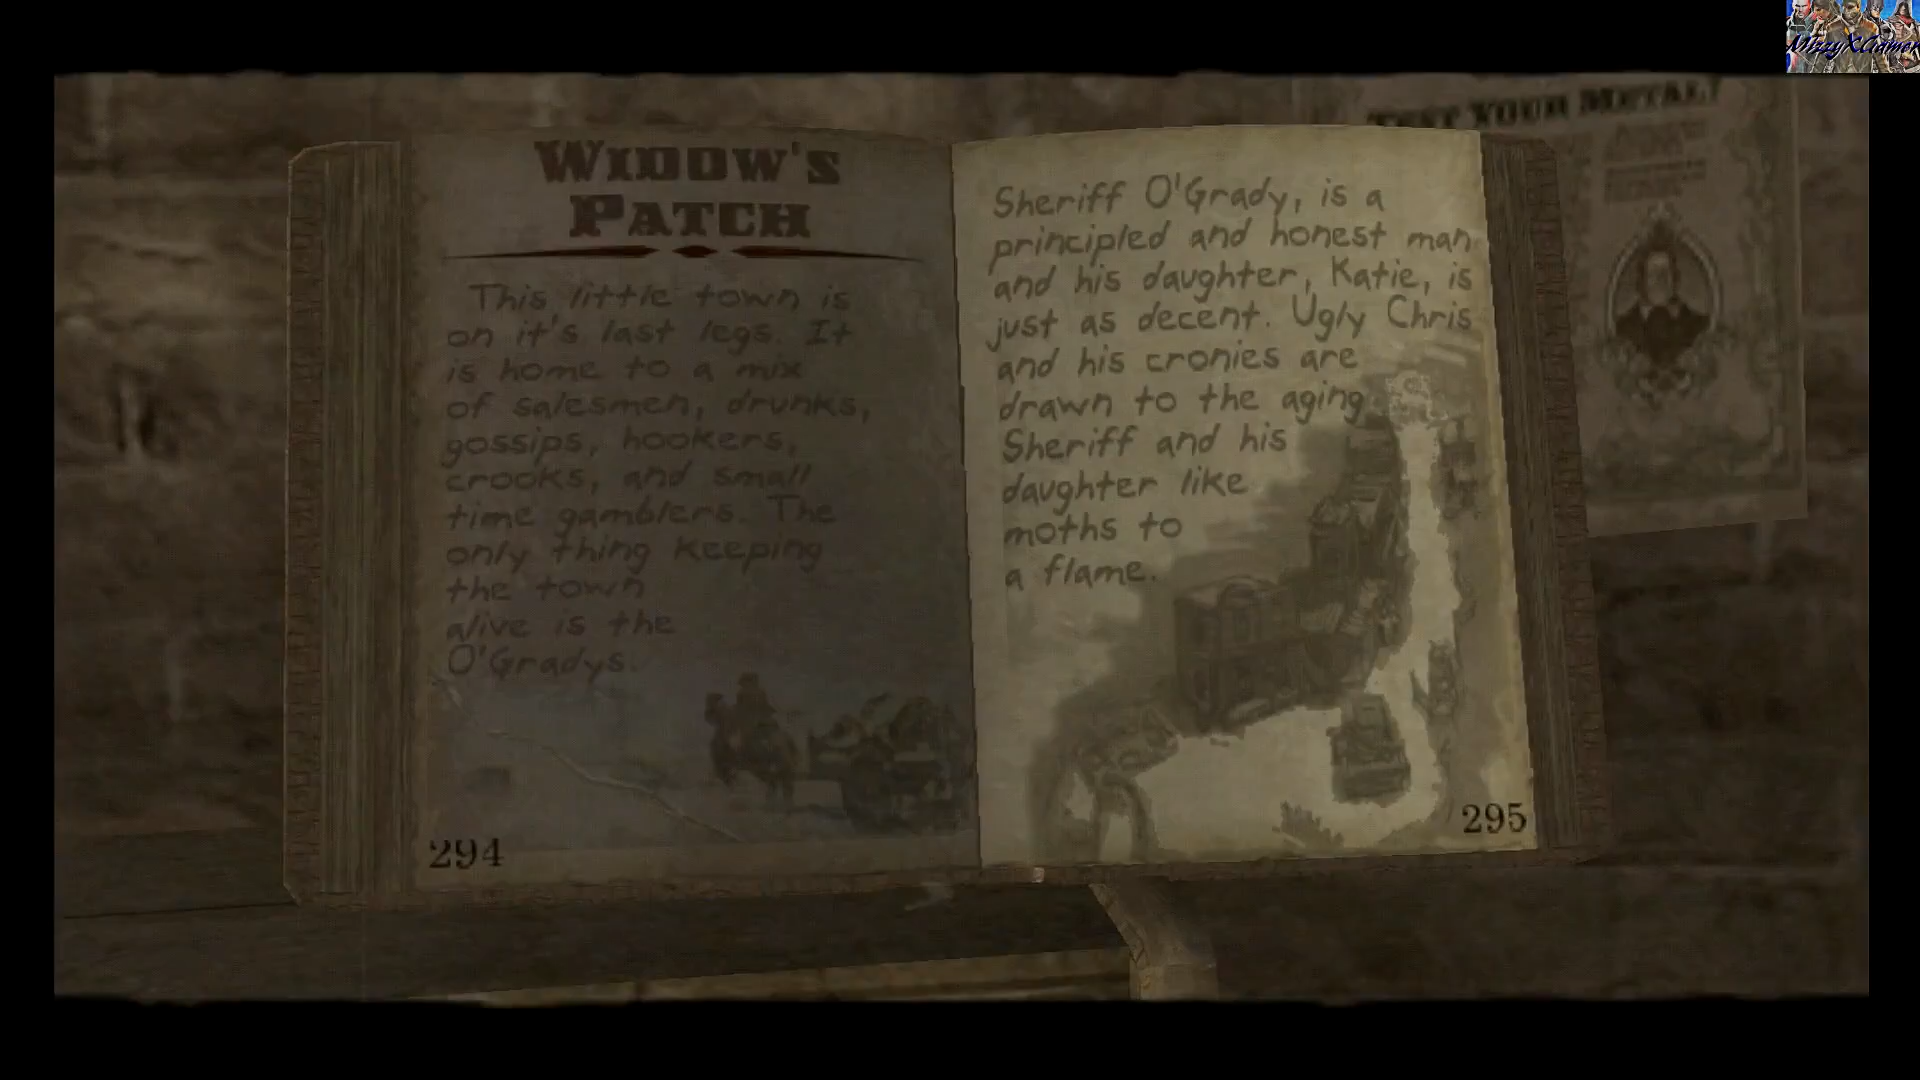 MizzyXGamer
TEST YOUR METAL!
WIDOW'S
PATCH
This little town is
on it's last legs. It
is home to a mix
of salesmen, drunks,
gossips, hookers,
crooks, and small
time gamblers. The
only thing keeping
the town
alive is the
O'Gradys.
294
Sheriff O'Grady, is a
principled and honest man
and his daughter, Katie, is
just as decent. Ugly Chris
and his cronies are
drawn to the aging
Sheriff and his
daughter like
moths to
a flame.
295